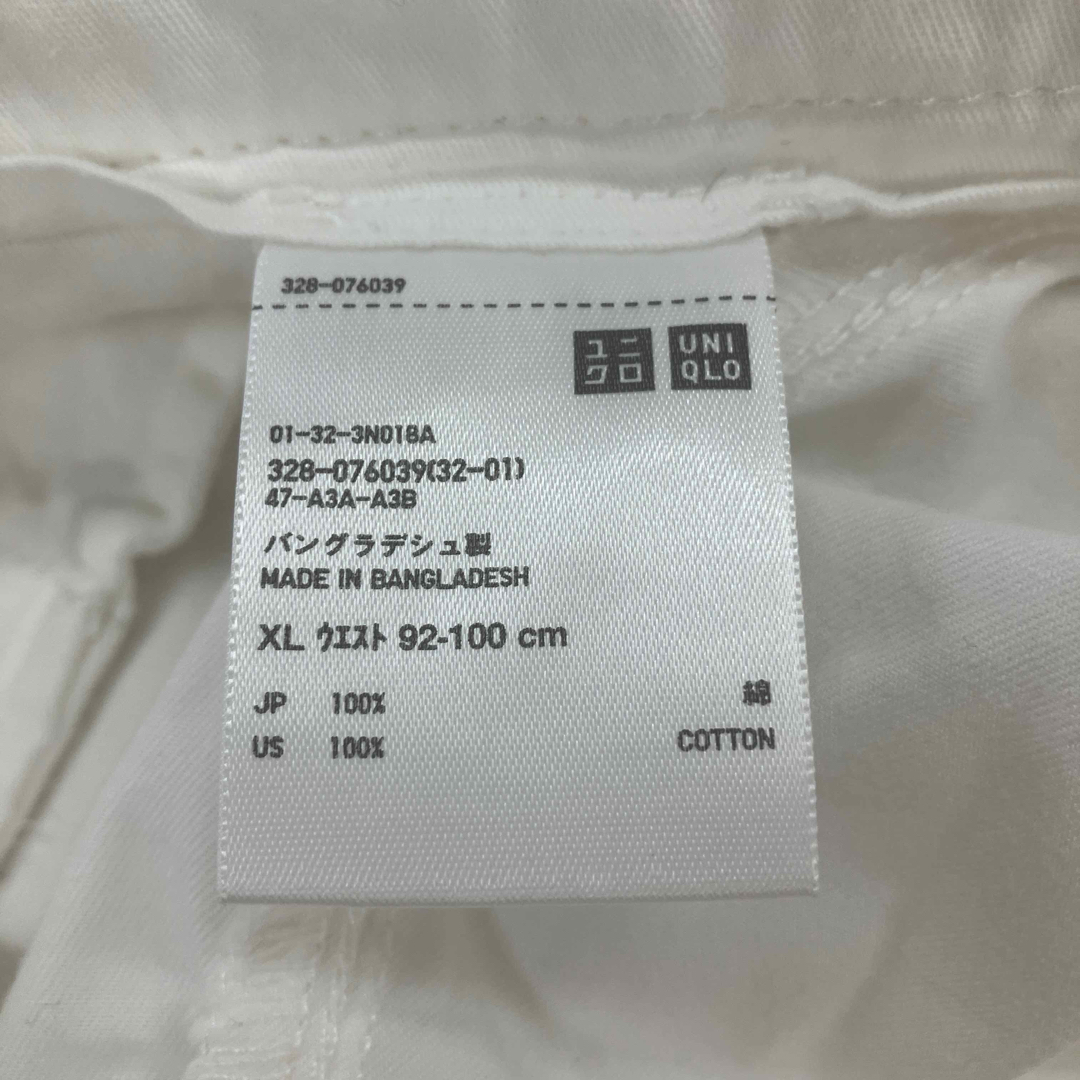 328-076039
ユニ
クロ
UNI
QLO
01-32-3N018A
328-076039(32-01)
47-A3A-A3B
バングラデシュ製
MADE IN BANGLADESH
XL ｳｴｽﾄ 92-100 cm
JP 100% 綿
US 100% COTTON